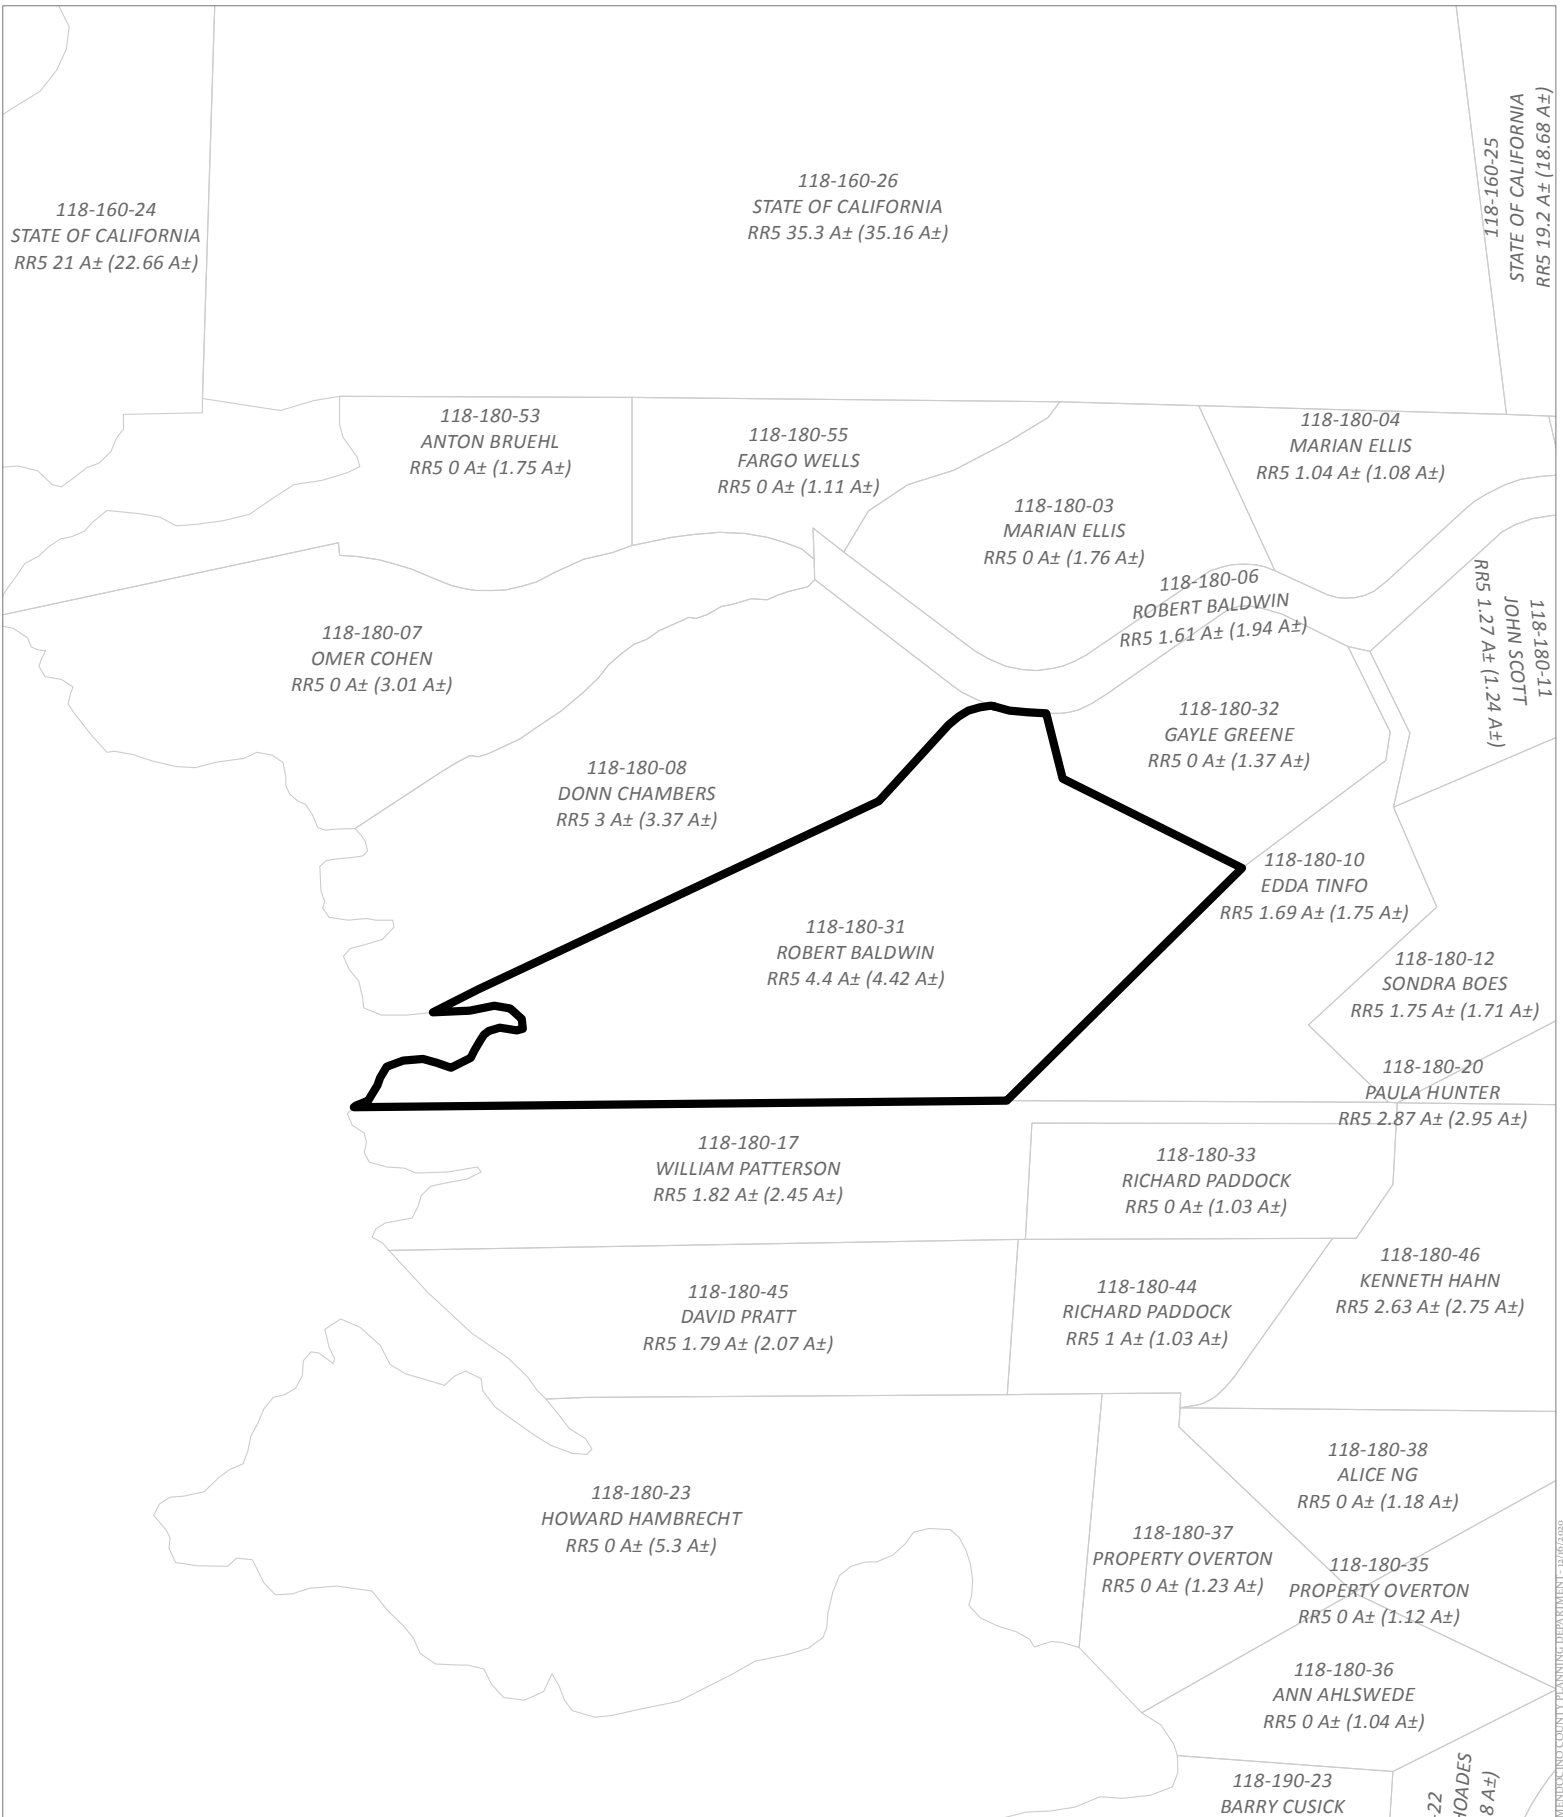 118-160-24
STATE OF CALIFORNIA
RR5 21 A± (22.66 A±)
118-160-26
STATE OF CALIFORNIA
RR5 35.3 A± (35.16 A±)
118-160-25
STATE OF CALIFORNIA
RR5 19.2 A± (18.68 A±)
118-180-53
ANTON BRUEHL
RR5 0 A± (1.75 A±)
118-180-55
FARGO WELLS
RR5 0 A± (1.11 A±)
118-180-04
MARIAN ELLIS
RR5 1.04 A± (1.08 A±)
118-180-03
MARIAN ELLIS
RR5 0 A± (1.76 A±)
118-180-06
ROBERT BALDWIN
RR5 1.61 A± (1.94 A±)
118-180-11
JOHN SCOTT
RR5 1.27 A± (1.24 A±)
118-180-07
OMER COHEN
RR5 0 A± (3.01 A±)
118-180-32
GAYLE GREENE
RR5 0 A± (1.37 A±)
118-180-08
DONN CHAMBERS
RR5 3 A± (3.37 A±)
118-180-10
EDDA TINFO
RR5 1.69 A± (1.75 A±)
118-180-31
ROBERT BALDWIN
RR5 4.4 A± (4.42 A±)
118-180-12
SONDRA BOES
RR5 1.75 A± (1.71 A±)
118-180-20
PAULA HUNTER
RR5 2.87 A± (2.95 A±)
118-180-17
WILLIAM PATTERSON
RR5 1.82 A± (2.45 A±)
118-180-33
RICHARD PADDOCK
RR5 0 A± (1.03 A±)
118-180-46
KENNETH HAHN
RR5 2.63 A± (2.75 A±)
118-180-45
DAVID PRATT
RR5 1.79 A± (2.07 A±)
118-180-44
RICHARD PADDOCK
RR5 1 A± (1.03 A±)
118-180-38
ALICE NG
RR5 0 A± (1.18 A±)
118-180-23
HOWARD HAMBRECHT
RR5 0 A± (5.3 A±)
118-180-37
PROPERTY OVERTON
RR5 0 A± (1.23 A±)
118-180-35
PROPERTY OVERTON
RR5 0 A± (1.12 A±)
118-180-36
ANN AHLSWEDE
RR5 0 A± (1.04 A±)
118-190-23
BARRY CUSICK
-22
HOADES
8 A±)
MENDOCINO COUNTY PLANNING DEPARTMENT - 12/16/2020